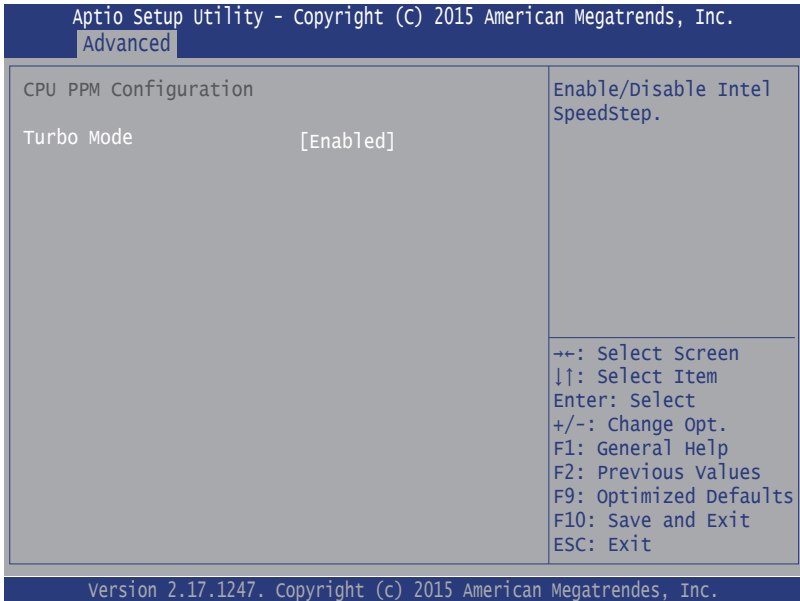 Aptio Setup Utility - Copyright (C) 2015 American Megatrends, Inc.
Advanced
CPU PPM Configuration
Turbo Mode [Enabled]
Enable/Disable Intel
SpeedStep.
→←: Select Screen
↓↑: Select Item
Enter: Select
+/-: Change Opt.
F1: General Help
F2: Previous Values
F9: Optimized Defaults
F10: Save and Exit
ESC: Exit
Version 2.17.1247. Copyright (c) 2015 American Megatrendes, Inc.